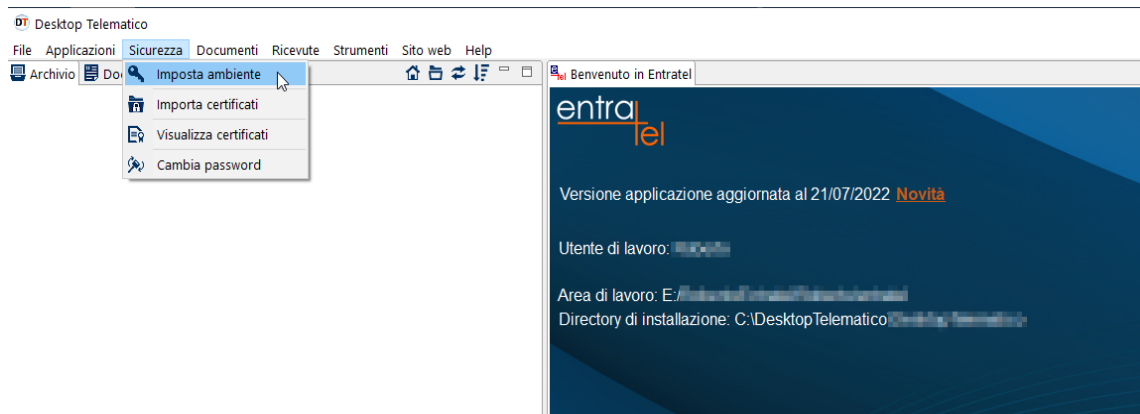 Desktop Telematico
File Applicazioni Sicurezza Documenti Ricevute Strumenti Sito web Help
Archivio
Imposta ambiente
Importa certificati
Visualizza certificati
Cambia password
Benvenuto in Entratel
entratel
Versione applicazione aggiornata al 21/07/2022 Novità
Utente di lavoro:
Area di lavoro: E:/
Directory di installazione: C:\DesktopTelematico